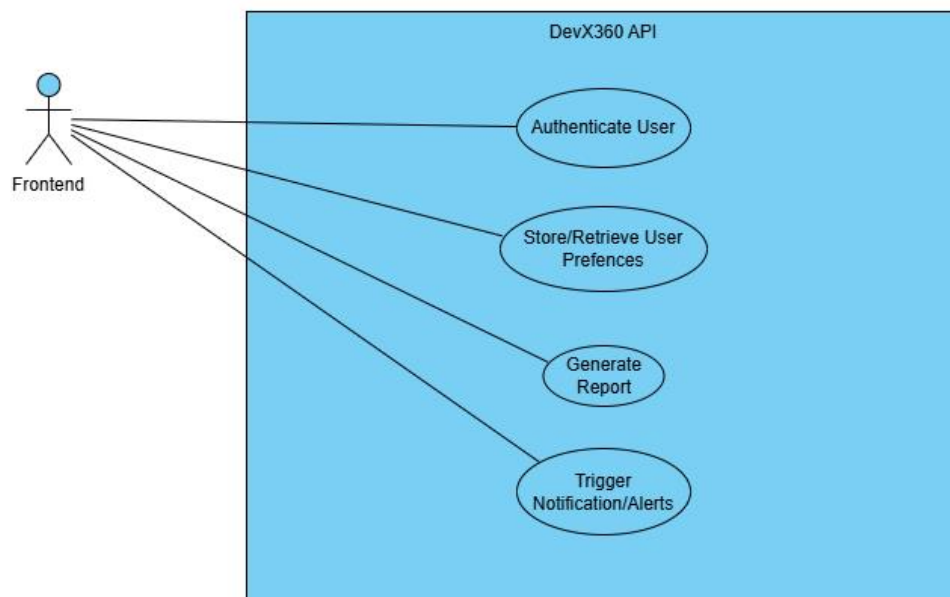 DevX360 API
Authenticate User
Frontend
Store/Retrieve User
Prefences
Generate
Report
Trigger
Notification/Alerts